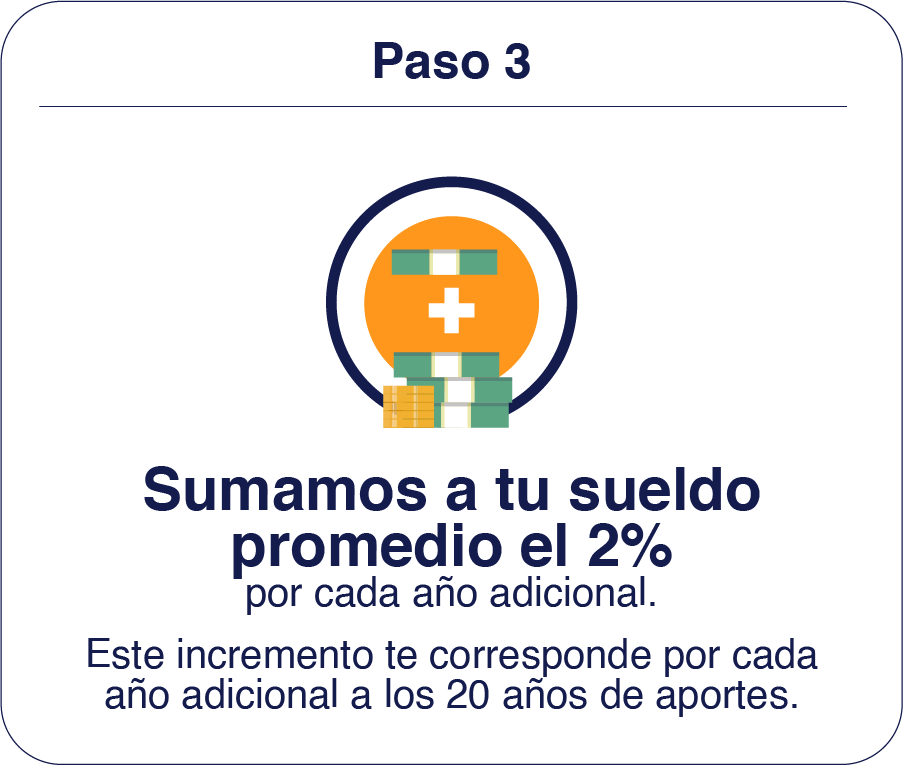 Paso 3
Sumamos a tu sueldo
promedio el 2%
por cada año adicional.
Este incremento te corresponde por cada
año adicional a los 20 años de aportes.